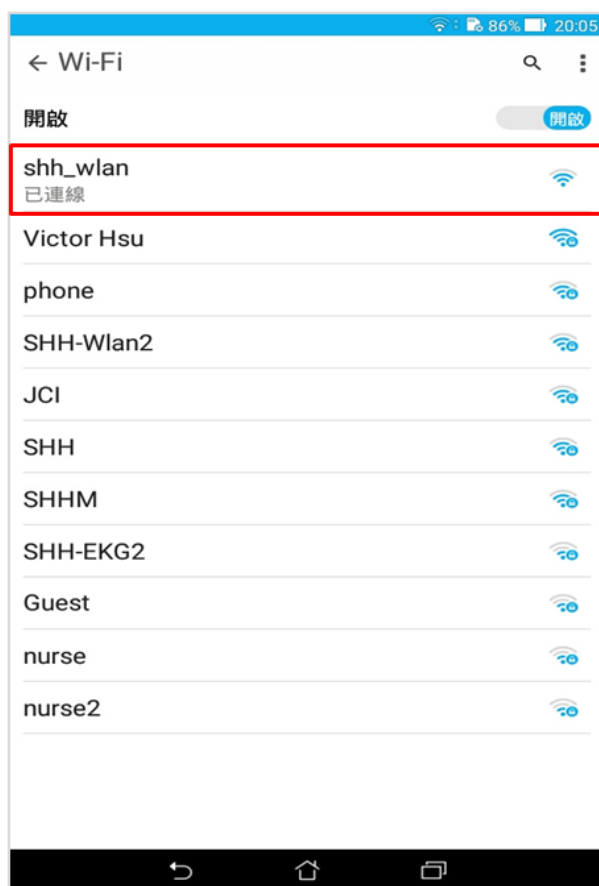 86% 20:05
Wi-Fi
開啟 開啟
shh_wlan
已連線
Victor Hsu
phone
SHH-Wlan2
JCI
SHH
SHHM
SHH-EKG2
Guest
nurse
nurse2